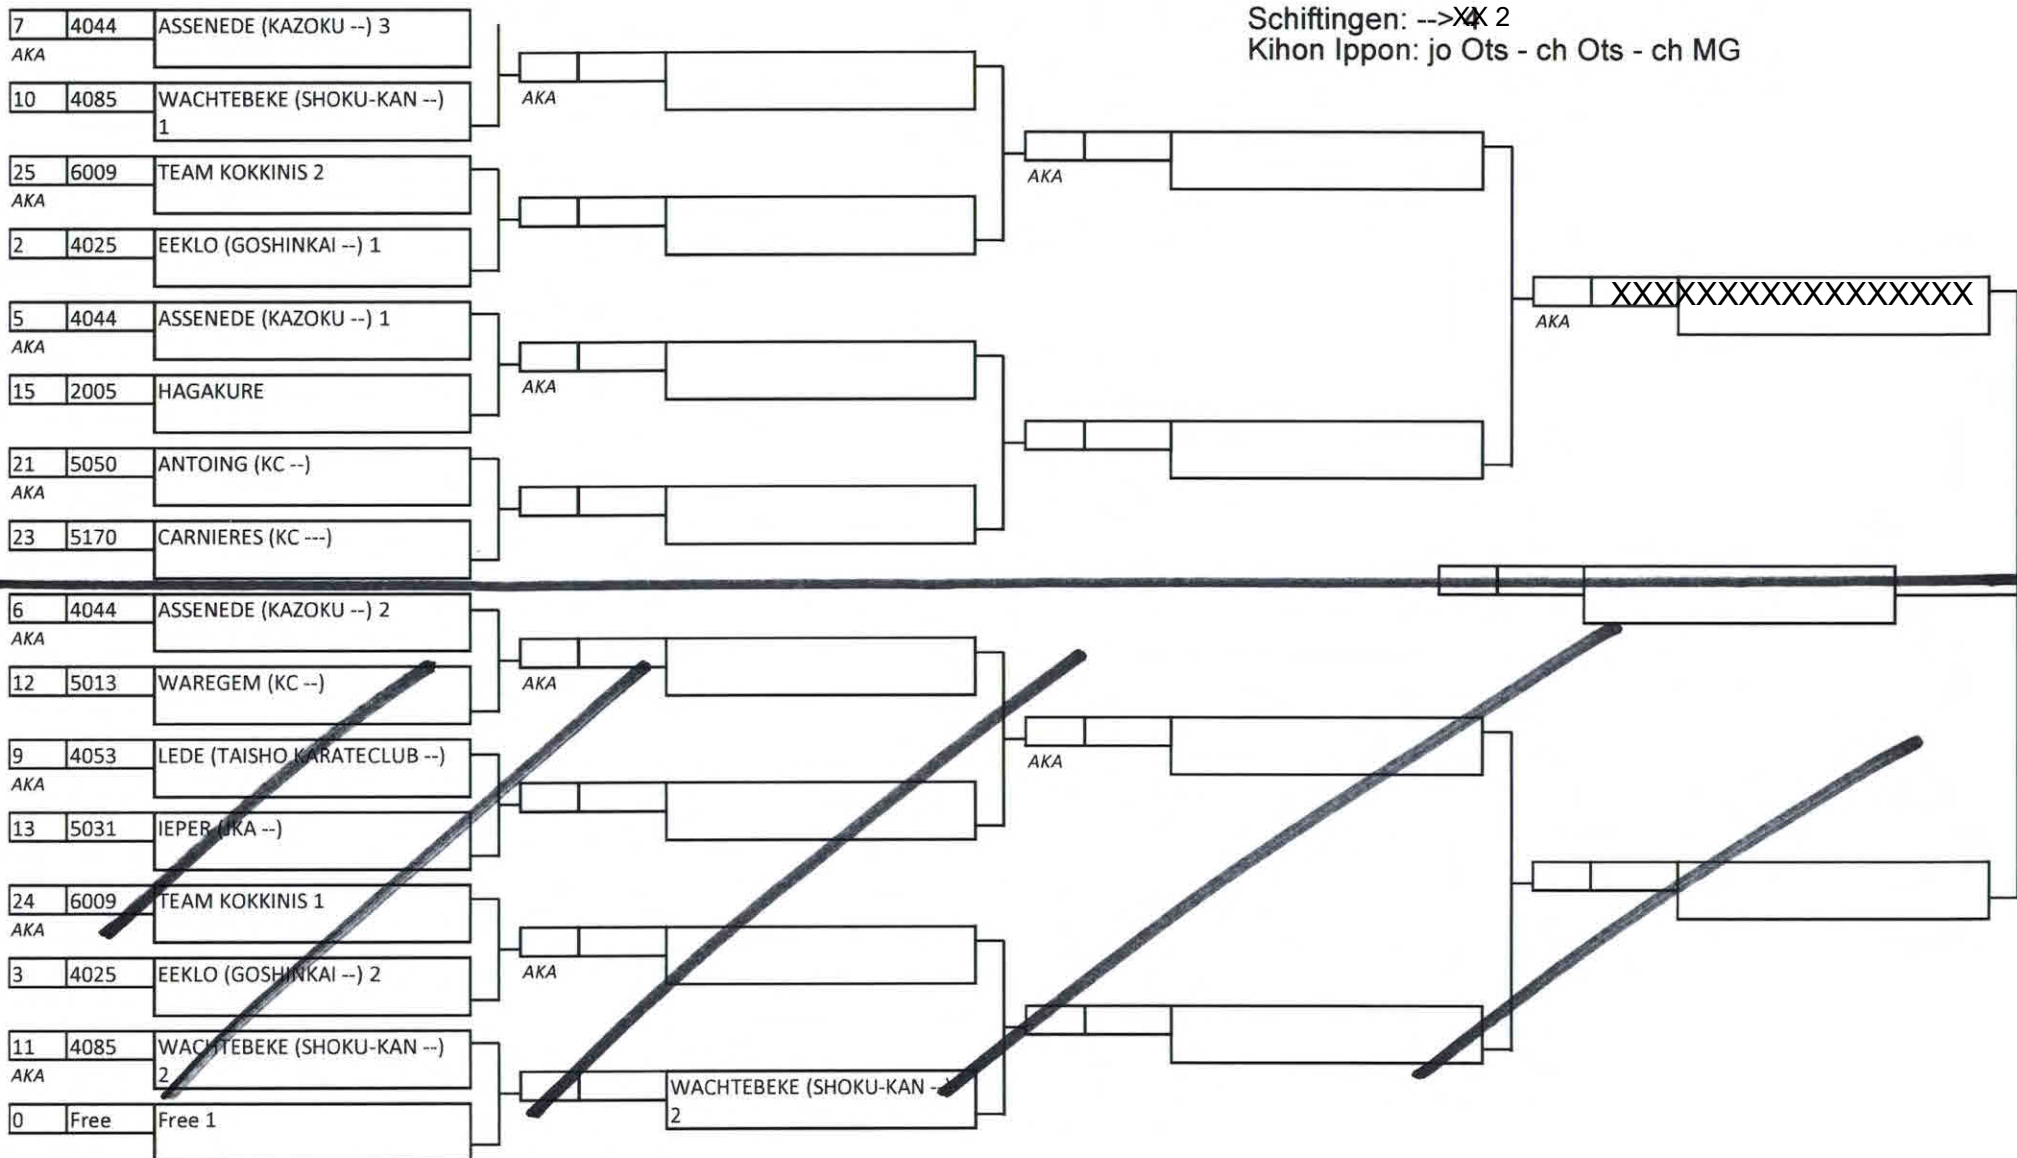 Schiftingen: -->XX 2
Kihon Ippon: jo Ots - ch Ots - ch MG
7 4044 ASSENEDE (KAZOKU --) 3
AKA
10 4085 WACHTEBEKE (SHOKU-KAN --)
1
AKA
25 6009 TEAM KOKKINIS 2
AKA
2 4025 EEKLO (GOSHINKAI --) 1
AKA
5 4044 ASSENEDE (KAZOKU --) 1
AKA
15 2005 HAGAKURE
AKA
21 5050 ANTOING (KC --)
AKA
23 5170 CARNIERES (KC ---)
XXXXXXXXXXXXXXXXX
AKA
6 4044 ASSENEDE (KAZOKU --) 2
AKA
12 5013 WAREGEM (KC --)
AKA
9 4053 LEDE (TAISHO KARATECLUB --)
AKA
13 5031 IEPER (JKA --)
AKA
24 6009 TEAM KOKKINIS 1
AKA
3 4025 EEKLO (GOSHINKAI --) 2
AKA
11 4085 WACHTEBEKE (SHOKU-KAN --)
2
AKA
0 Free Free 1
WACHTEBEKE (SHOKU-KAN --)
2